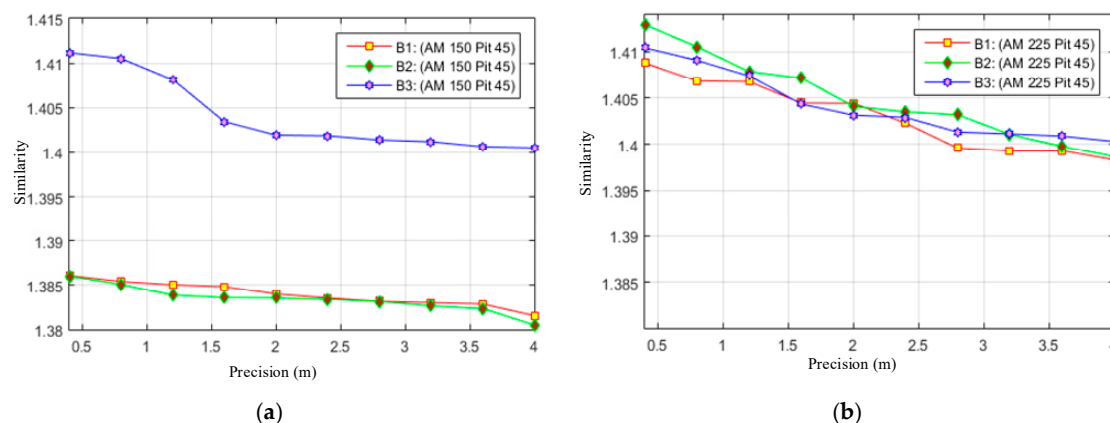 1.415
1.41
1.405
1.4
1.395
1.39
1.385
1.38
Similarity
B1: (AM 150 Pit 45)
B2: (AM 150 Pit 45)
B3: (AM 150 Pit 45)
0.5 1 1.5 2 2.5 3 3.5 4
Precision (m)
(a)
1.41
1.405
1.4
1.395
1.39
1.385
Similarity
B1: (AM 225 Pit 45)
B2: (AM 225 Pit 45)
B3: (AM 225 Pit 45)
0.5 1 1.5 2 2.5 3 3.5
Precision (m)
(b)